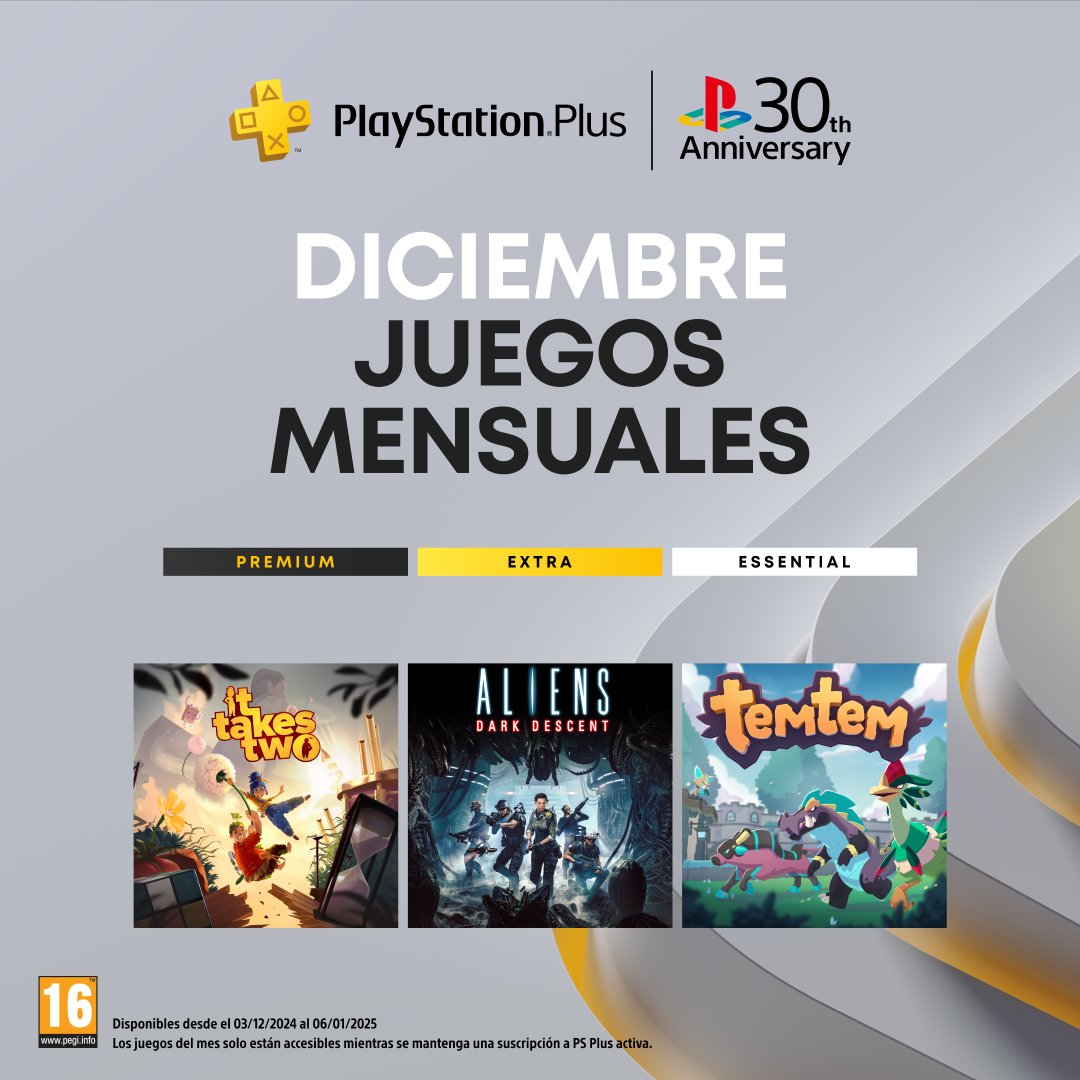 PlayStation®Plus
30th
Anniversary
DICIEMBRE
JUEGOS
MENSUALES
PREMIUM
EXTRA
ESSENTIAL
it
takes
two
ALIENS
DARK DESCENT
temtem
16
www.pegi.info
Disponibles desde el 03/12/2024 al 06/01/2025
Los juegos del mes solo están accesibles mientras se mantenga una suscripción a PS Plus activa.